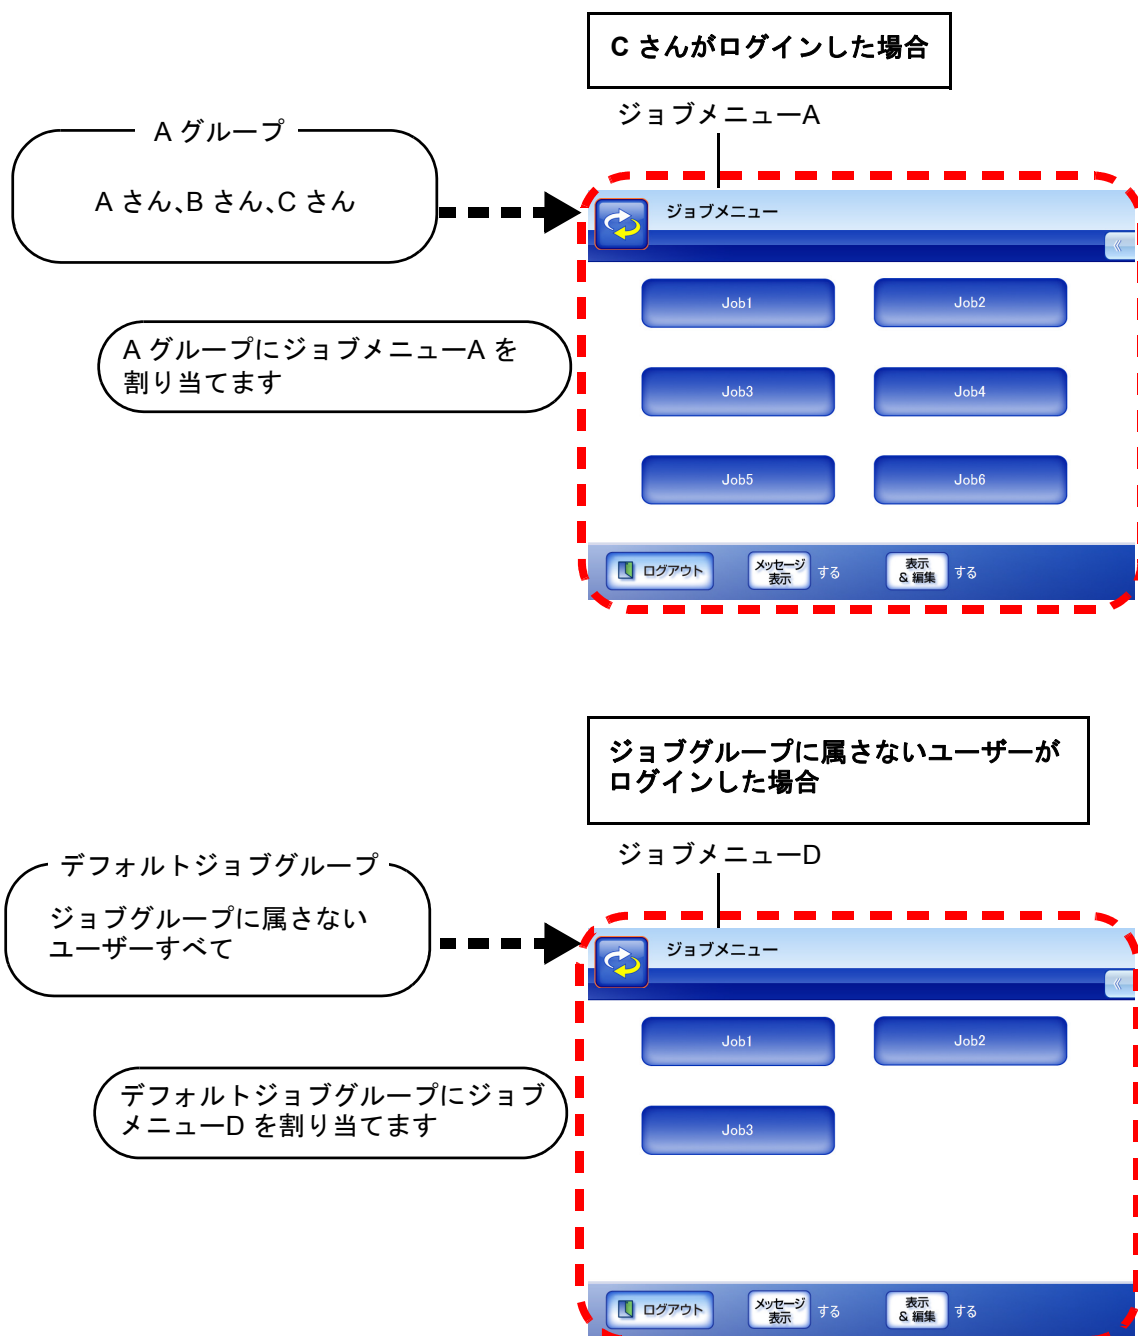 C さんがログインした場合
ジョブメニューA
A グループ
A さん､B さん､C さん
ジョブメニュー
《
Job1
Job2
A グループにジョブメニューA を
割り当てます
Job3
Job4
Job5
Job6
ログアウト
メッセージ
表示
する
表示
& 編集
する
ジョブグループに属さないユーザーが
ログインした場合
ジョブメニューD
デフォルトジョブグループ
ジョブグループに属さない
ユーザーすべて
ジョブメニュー
《
Job1
Job2
デフォルトジョブグループにジョブ
メニューD を割り当てます
Job3
ログアウト
メッセージ
表示
する
表示
& 編集
する